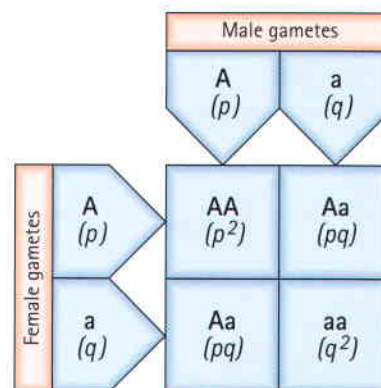 Male gametes
A
(p)
a
(q)
Female gametes
A
(p)
AA
(p²)
Aa
(pq)
a
(q)
Aa
(pq)
aa
(q²)